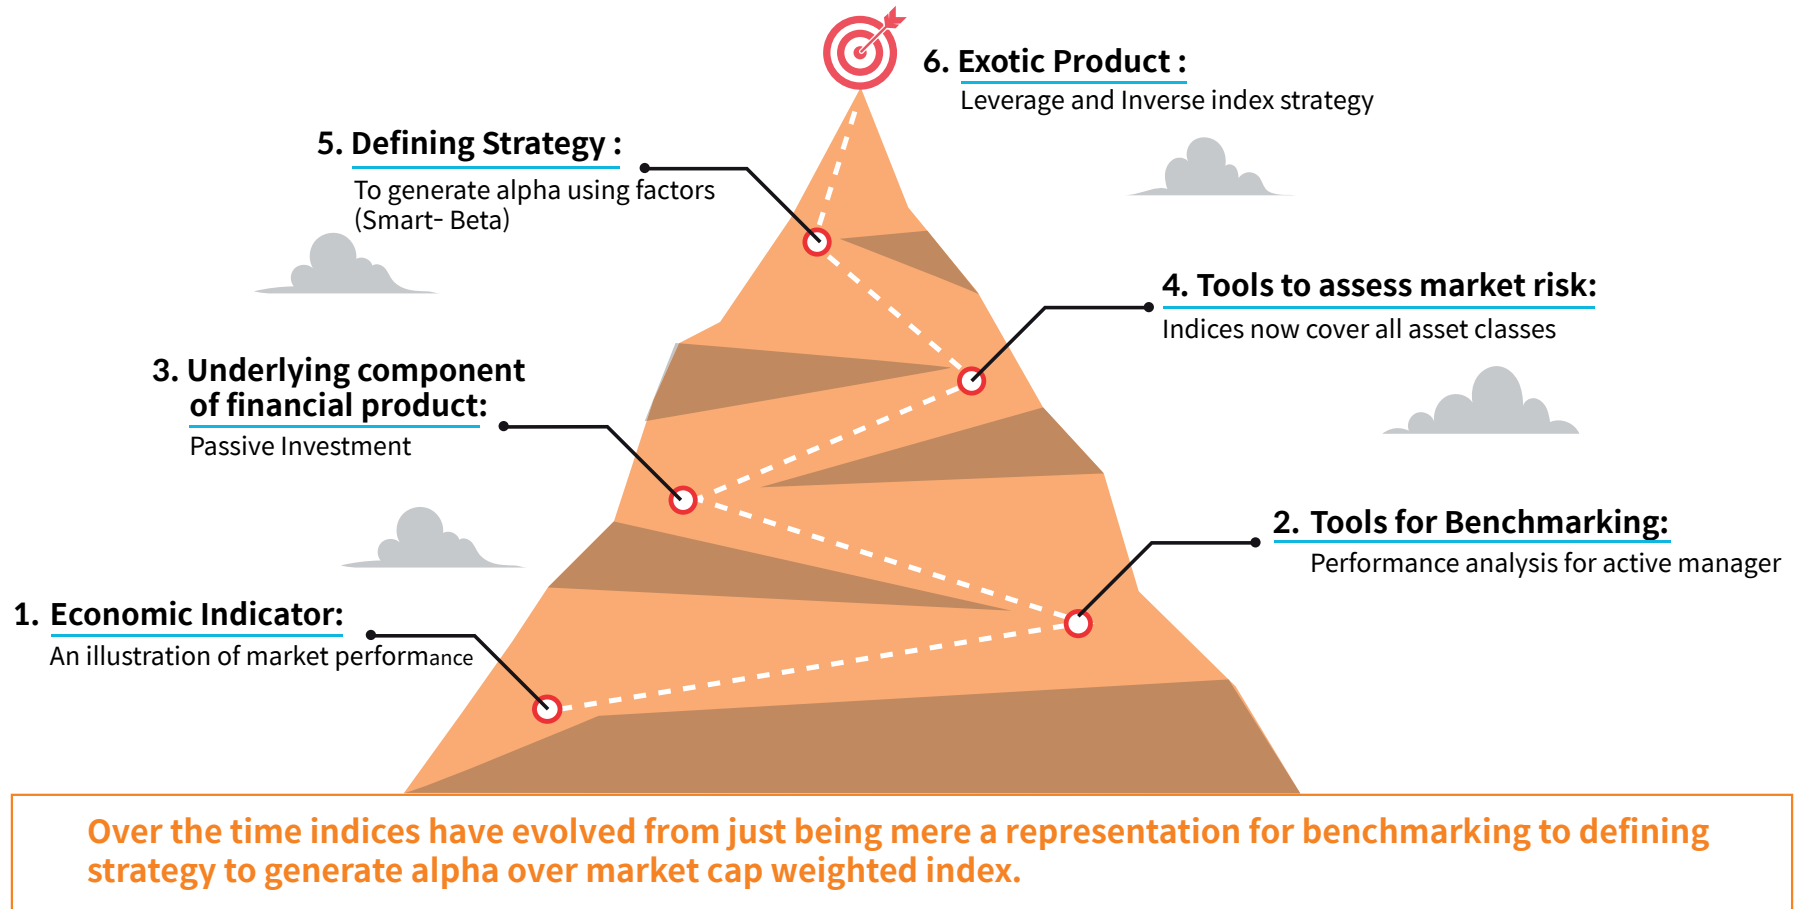 6. Exotic Product :
Leverage and Inverse index strategy
5. Defining Strategy :
To generate alpha using factors
(Smart- Beta)
4. Tools to assess market risk:
Indices now cover all asset classes
3. Underlying component
of financial product:
Passive Investment
2. Tools for Benchmarking:
Performance analysis for active manager
1. Economic Indicator:
An illustration of market performance
Over the time indices have evolved from just being mere a representation for benchmarking to defining
strategy to generate alpha over market cap weighted index.